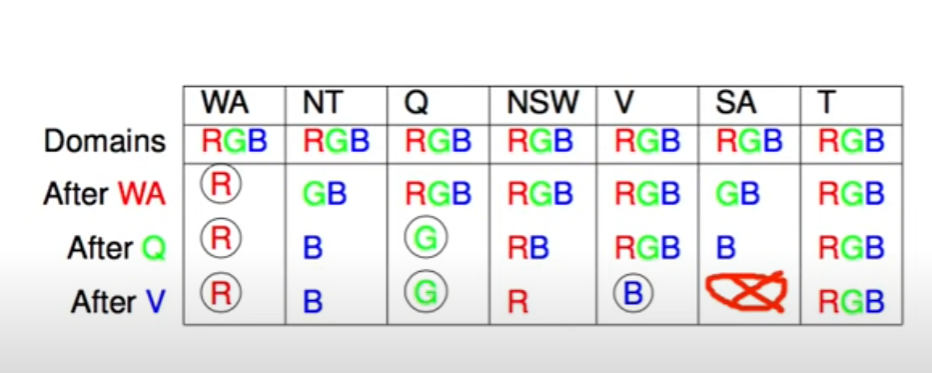 WA NT Q NSW V SA T
Domains RGB RGB RGB RGB RGB RGB RGB
After WA R GB RGB RGB RGB GB RGB
After Q R B G RB RGB B RGB
After V R B G R B RGB